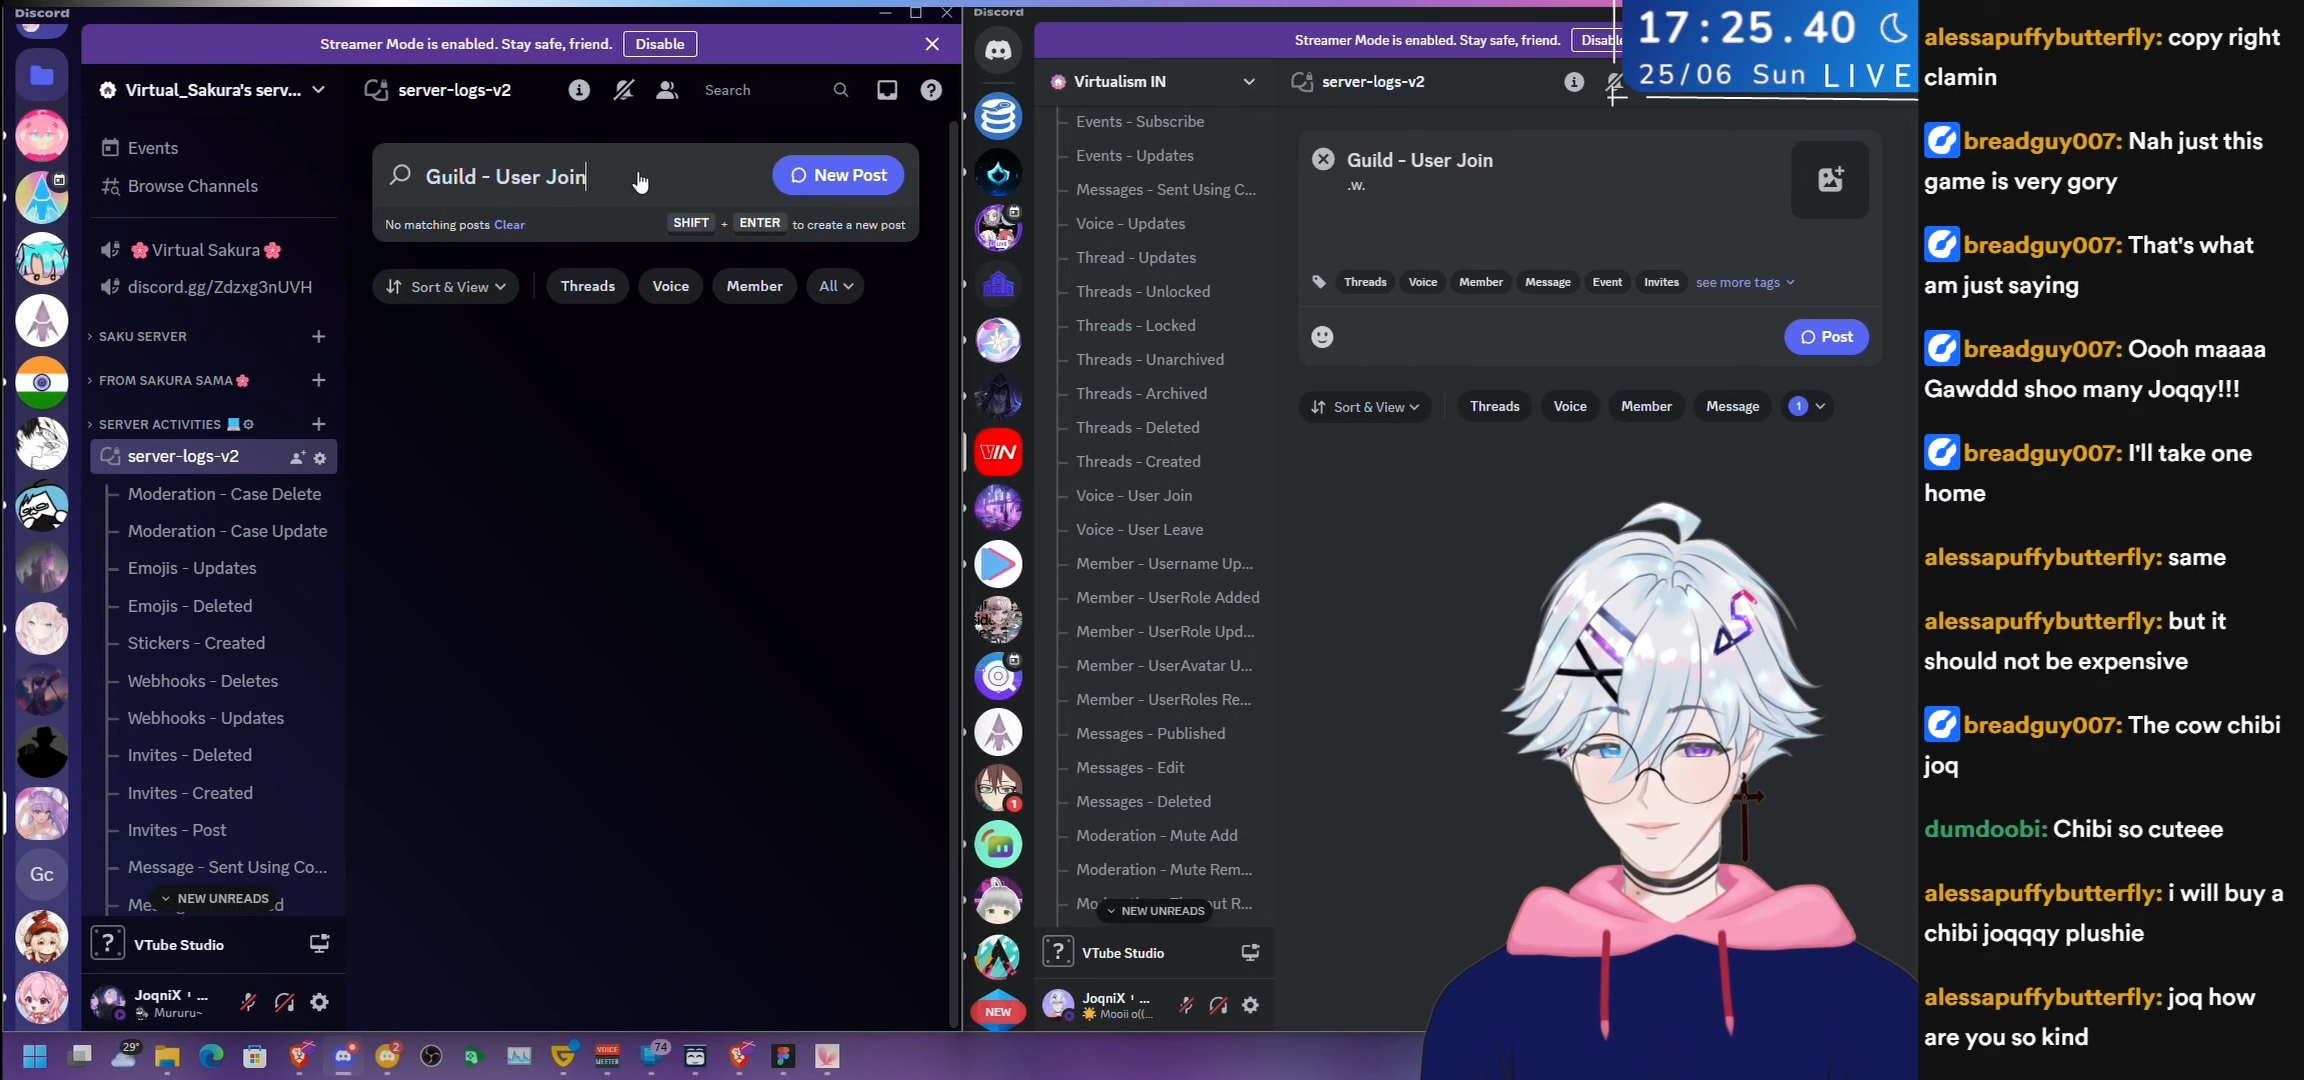 Discord
Streamer Mode is enabled. Stay safe, friend. Disable
Virtual_Sakura's serv...
server-logs-v2
Search
Events
Browse Channels
🌸Virtual Sakura🌸
discord.gg/Zdzxg3nUVH
SAKU SERVER
FROM SAKURA SAMA🌸
SERVER ACTIVITIES 💻⚙
server-logs-v2
Moderation - Case Delete
Moderation - Case Update
Emojis - Updates
Emojis - Deleted
Stickers - Created
Webhooks - Deletes
Webhooks - Updates
Invites - Deleted
Invites - Created
Invites - Post
Message - Sent Using Co...
NEW UNREADS
VTube Studio
JoqniX ...
Mururu~
Gc
Guild - User Join
New Post
No matching posts Clear
SHIFT + ENTER to create a new post
Sort & View
Threads
Voice
Member
All
Discord
Streamer Mode is enabled. Stay safe, friend.
Virtualism IN
server-logs-v2
Events - Subscribe
Events - Updates
Messages - Sent Using C...
Voice - Updates
Thread - Updates
Threads - Unlocked
Threads - Locked
Threads - Unarchived
Threads - Archived
Threads - Deleted
Threads - Created
Voice - User Join
Voice - User Leave
Member - Username Up...
Member - UserRole Added
Member - UserRole Upd...
Member - UserAvatar U...
Member - UserRoles Re...
Messages - Published
Messages - Edit
Messages - Deleted
Moderation - Mute Add
Moderation - Mute Rem...
NEW UNREADS
VTube Studio
JoqniX ...
Mooii o((...
VIN
1
NEW
Guild - User Join
.w.
Threads
Voice
Member
Message
Event
Invites
see more tags
Post
Sort & View
Threads
Voice
Member
Message
1
17:25.40
25/06 Sun LIVE
alessapuffybutterfly: copy right
clamin
breadguy007: Nah just this
game is very gory
breadguy007: That's what
am just saying
breadguy007: Oooh maaaa
Gawddd shoo many Joqqy!!!
breadguy007: I'll take one
home
alessapuffybutterfly: same
alessapuffybutterfly: but it
should not be expensive
breadguy007: The cow chibi
joq
dumdoobi: Chibi so cuteee
alessapuffybutterfly: i will buy a
chibi joqqqy plushie
alessapuffybutterfly: joq how
are you so kind
29°
2
VOICE
MEETER
74